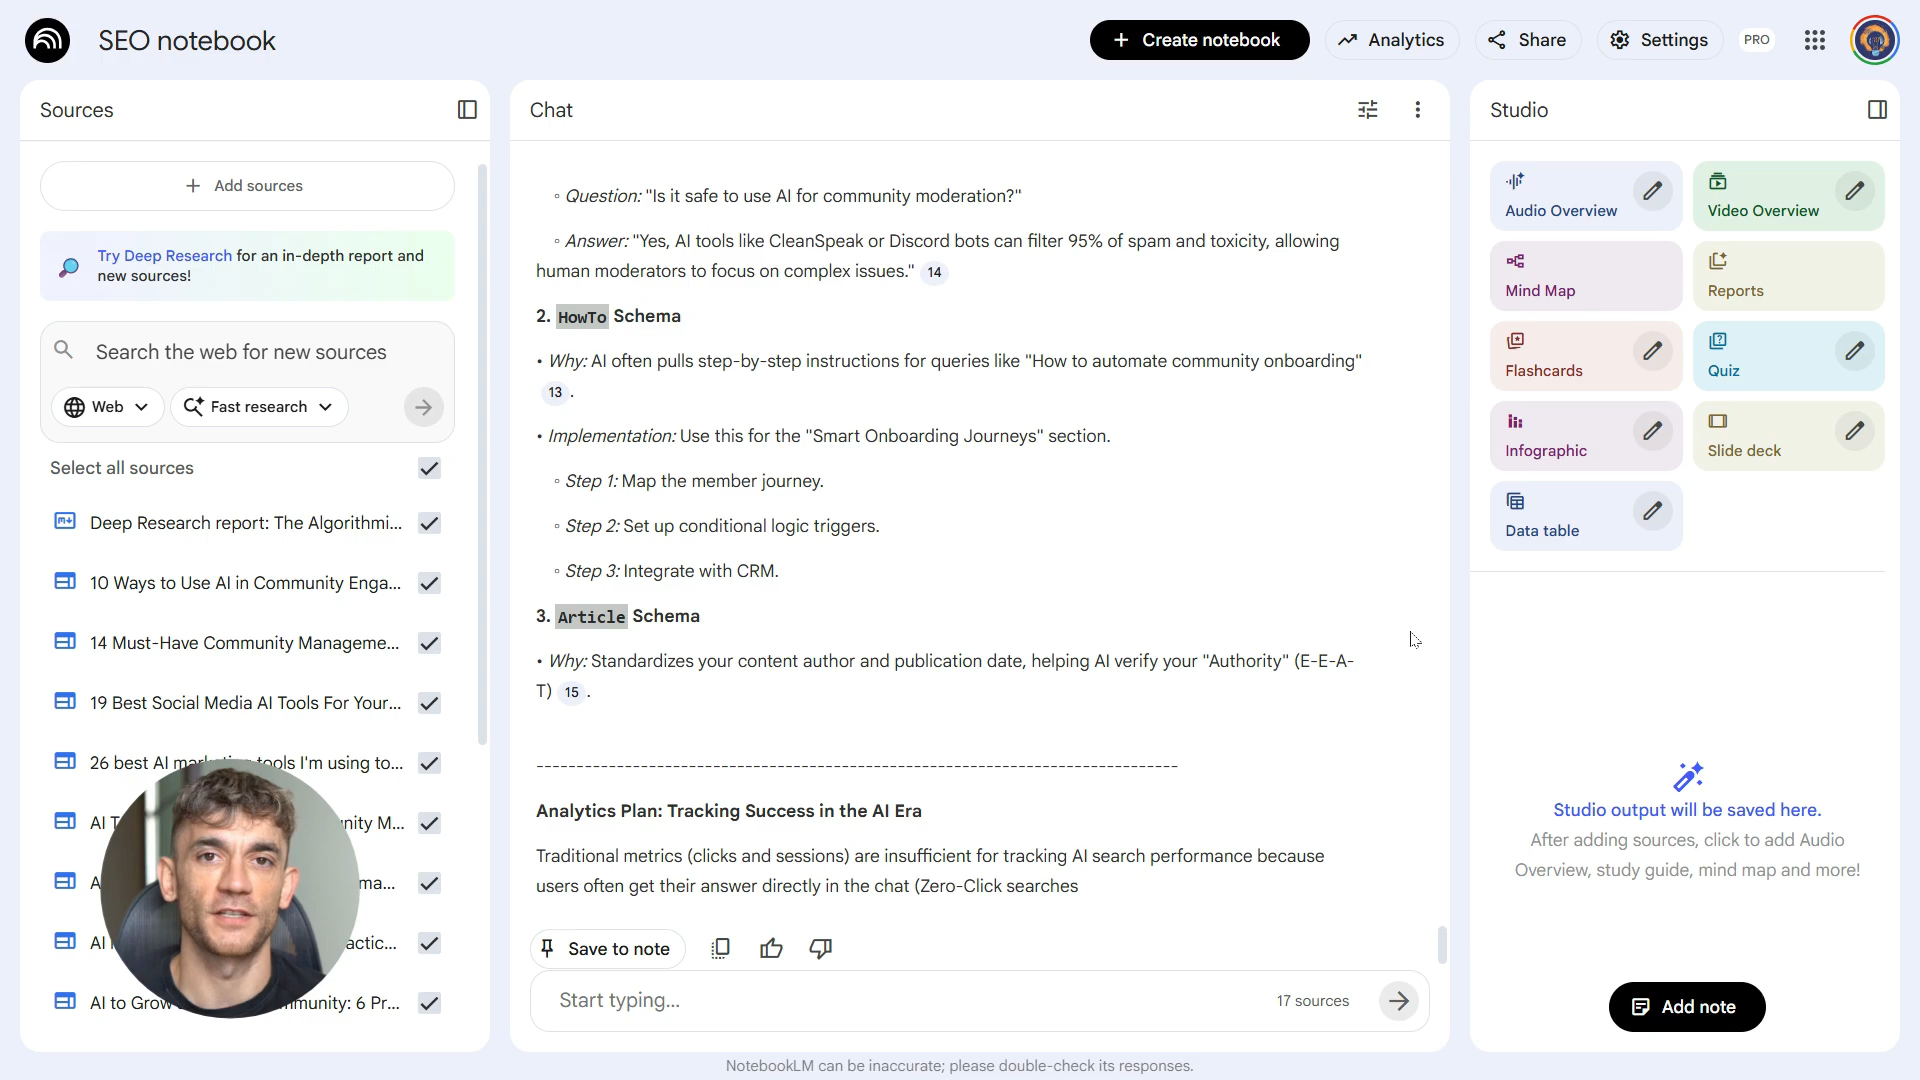 SEO notebook
Create notebook
Analytics
Share
Settings
PRO
Sources
Add sources
Try Deep Research for an in-depth report and
new sources!
Search the web for new sources
Web
Fast research
Select all sources
Deep Research report: The Algorithmi...
10 Ways to Use AI in Community Enga...
14 Must-Have Community Manageme...
19 Best Social Media AI Tools For Your...
26 best AI marketing tools I'm using to...
AI T
nity M...
A
ma...
AI
actic...
AI to Grow
mmunity: 6 Pr...
Chat
◦ Question: "Is it safe to use AI for community moderation?"
◦ Answer: "Yes, AI tools like CleanSpeak or Discord bots can filter 95% of spam and toxicity, allowing
human moderators to focus on complex issues." 14
2. HowTo Schema
• Why: AI often pulls step-by-step instructions for queries like "How to automate community onboarding"
13 .
• Implementation: Use this for the "Smart Onboarding Journeys" section.
◦ Step 1: Map the member journey.
◦ Step 2: Set up conditional logic triggers.
◦ Step 3: Integrate with CRM.
3. Article Schema
• Why: Standardizes your content author and publication date, helping AI verify your "Authority" (E-E-A-
T) 15 .
--------------------------------------------------------------------------------
Analytics Plan: Tracking Success in the AI Era
Traditional metrics (clicks and sessions) are insufficient for tracking AI search performance because
users often get their answer directly in the chat (Zero-Click searches
Save to note
Start typing...
17 sources
NotebookLM can be inaccurate; please double-check its responses.
Studio
Audio Overview
Video Overview
Mind Map
Reports
Flashcards
Quiz
Infographic
Slide deck
Data table
Studio output will be saved here.
After adding sources, click to add Audio
Overview, study guide, mind map and more!
Add note